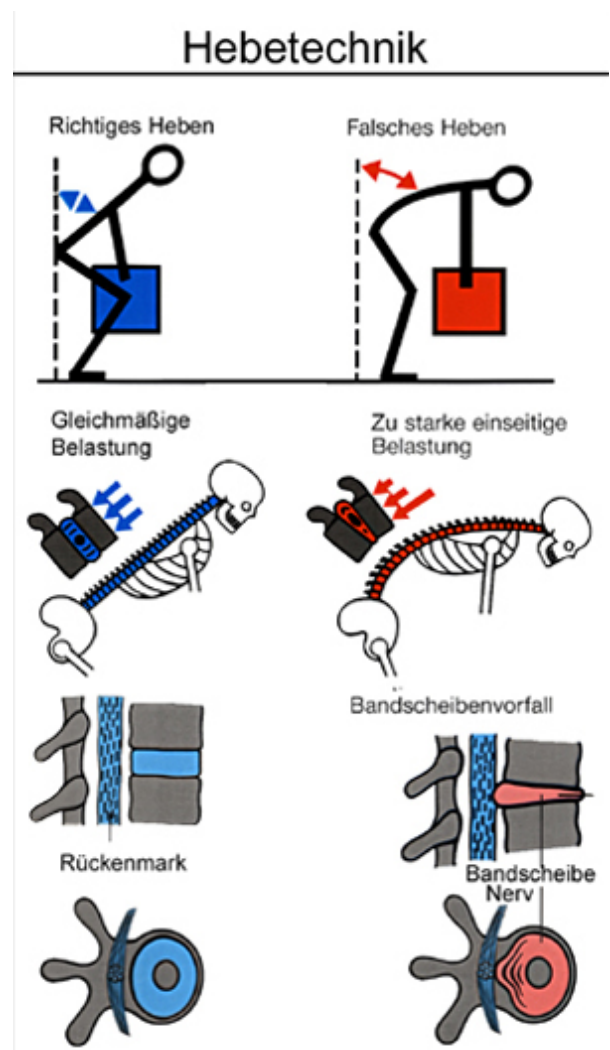 Hebetechnik
Richtiges Heben
Falsches Heben
Gleichmäßige
Belastung
Zu starke einseitige
Belastung
Bandscheibenvorfall
Rückenmark
Bandscheibe
Nerv